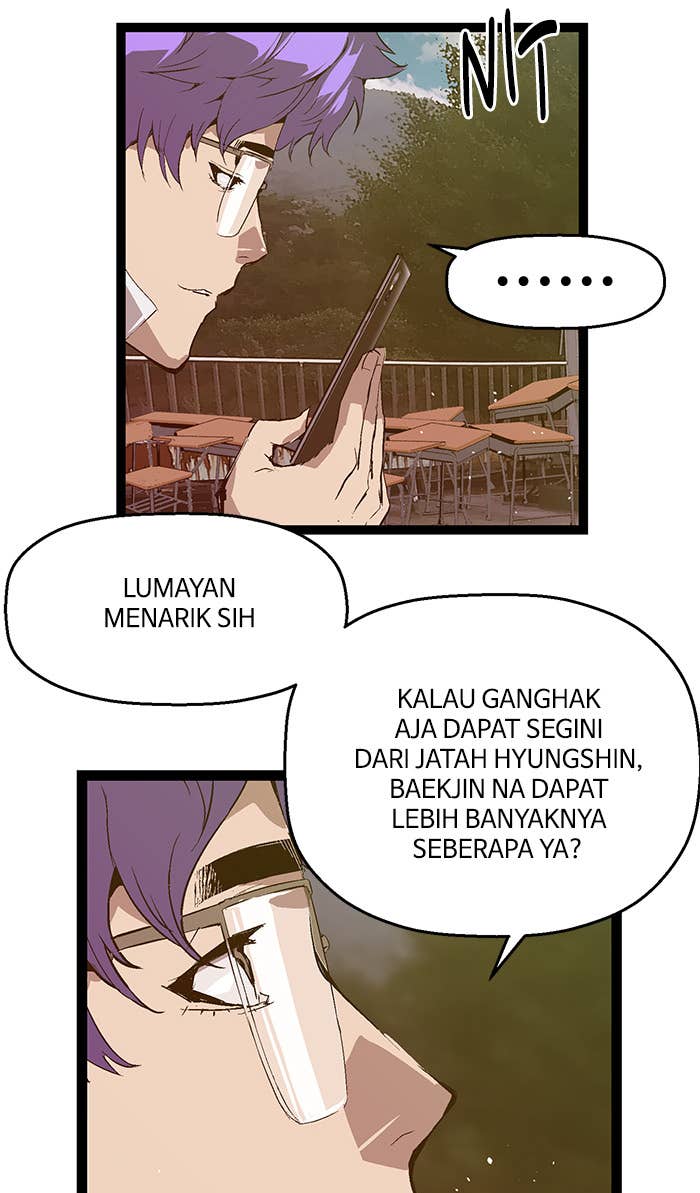 NIT
......
LUMAYAN
MENARIK SIH
KALAU GANGHAK
AJA DAPAT SEGINI
DARI JATAH HYUNGSHIN,
BAEKJIN NA DAPAT
LEBIH BANYAKNYA
SEBERAPA YA?